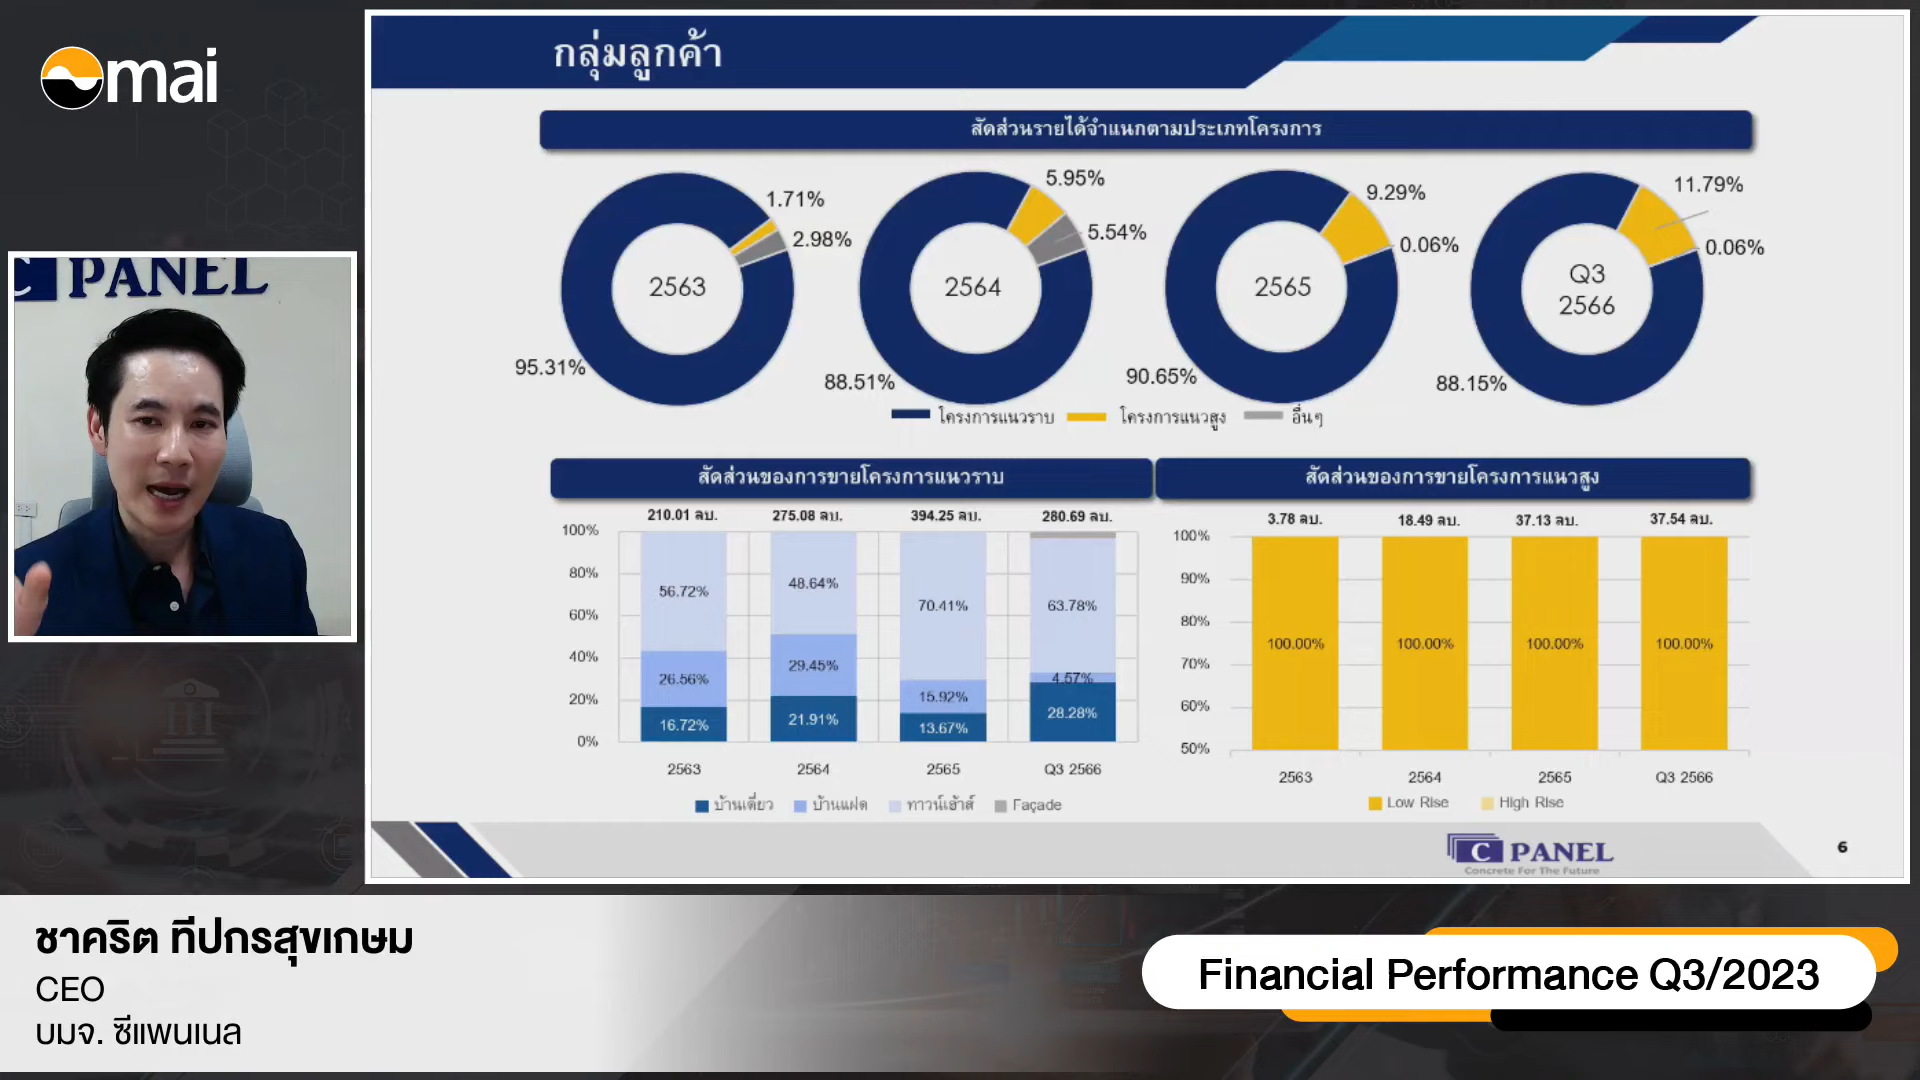 mai
กลุ่มลูกค้า
สัดส่วนรายได้จำแนกตามประเภทโครงการ
1.71%
2.98%
2563
95.31%
5.95%
5.54%
2564
88.51%
9.29%
0.06%
2565
90.65%
11.79%
0.06%
Q3
2566
88.15%
โครงการแนวราบ โครงการแนวสูง อื่นๆ
C PANEL
สัดส่วนของการขายโครงการแนวราบ
210.01 ลบ. 275.08 ลบ. 394.25 ลบ. 280.69 ลบ.
100%
80%
60%
40%
20%
0%
56.72% 48.64% 70.41% 63.78%
26.56% 29.45% 15.92% 4.57%
16.72% 21.91% 13.67% 28.28%
2563 2564 2565 Q3 2566
บ้านเดี่ยว บ้านแฝด ทาวน์เฮ้าส์ Façade
สัดส่วนของการขายโครงการแนวสูง
3.78 ลบ. 18.49 ลบ. 37.13 ลบ. 37.54 ลบ.
100%
90%
80%
70%
60%
50%
100.00% 100.00% 100.00% 100.00%
2563 2564 2565 Q3 2566
Low Rise High Rise
C PANEL
Concrete For The Future
6
ชาคริต ทีปกรสุขเกษม
CEO
บมจ. ซีแพนเนล
Financial Performance Q3/2023